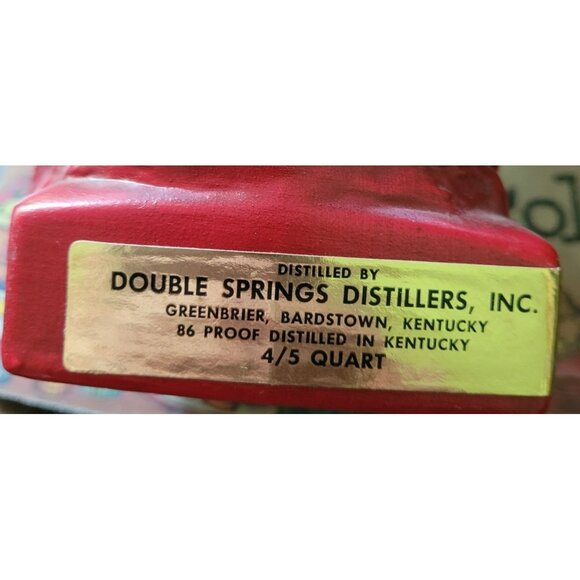 DISTILLED BY
DOUBLE SPRINGS DISTILLERS, INC.
GREENBRIER, BARDSTOWN, KENTUCKY
86 PROOF DISTILLED IN KENTUCKY
4/5 QUART